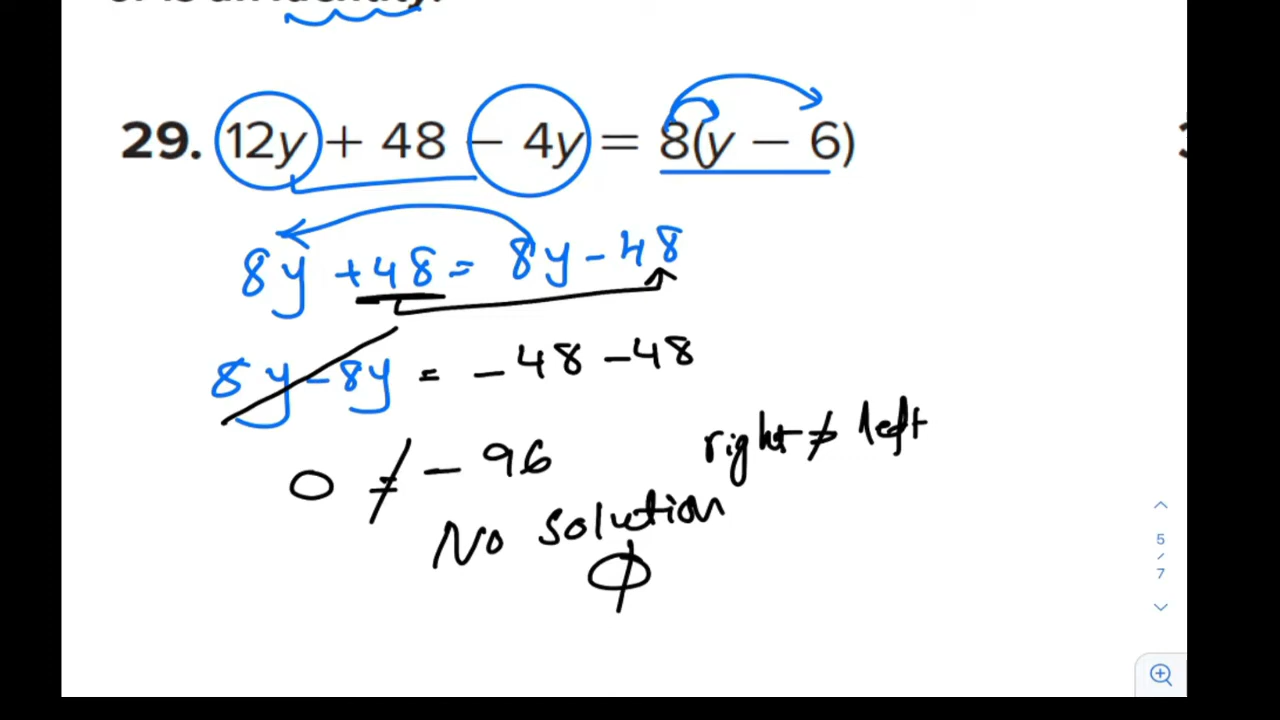 29. 12y + 48 − 4y = 8(y − 6)
8y + 48 = 8y − 48
8y − 8y = − 48 − 48
0 ≠ − 96
right ≠ left
No solution
∅
5
/
7